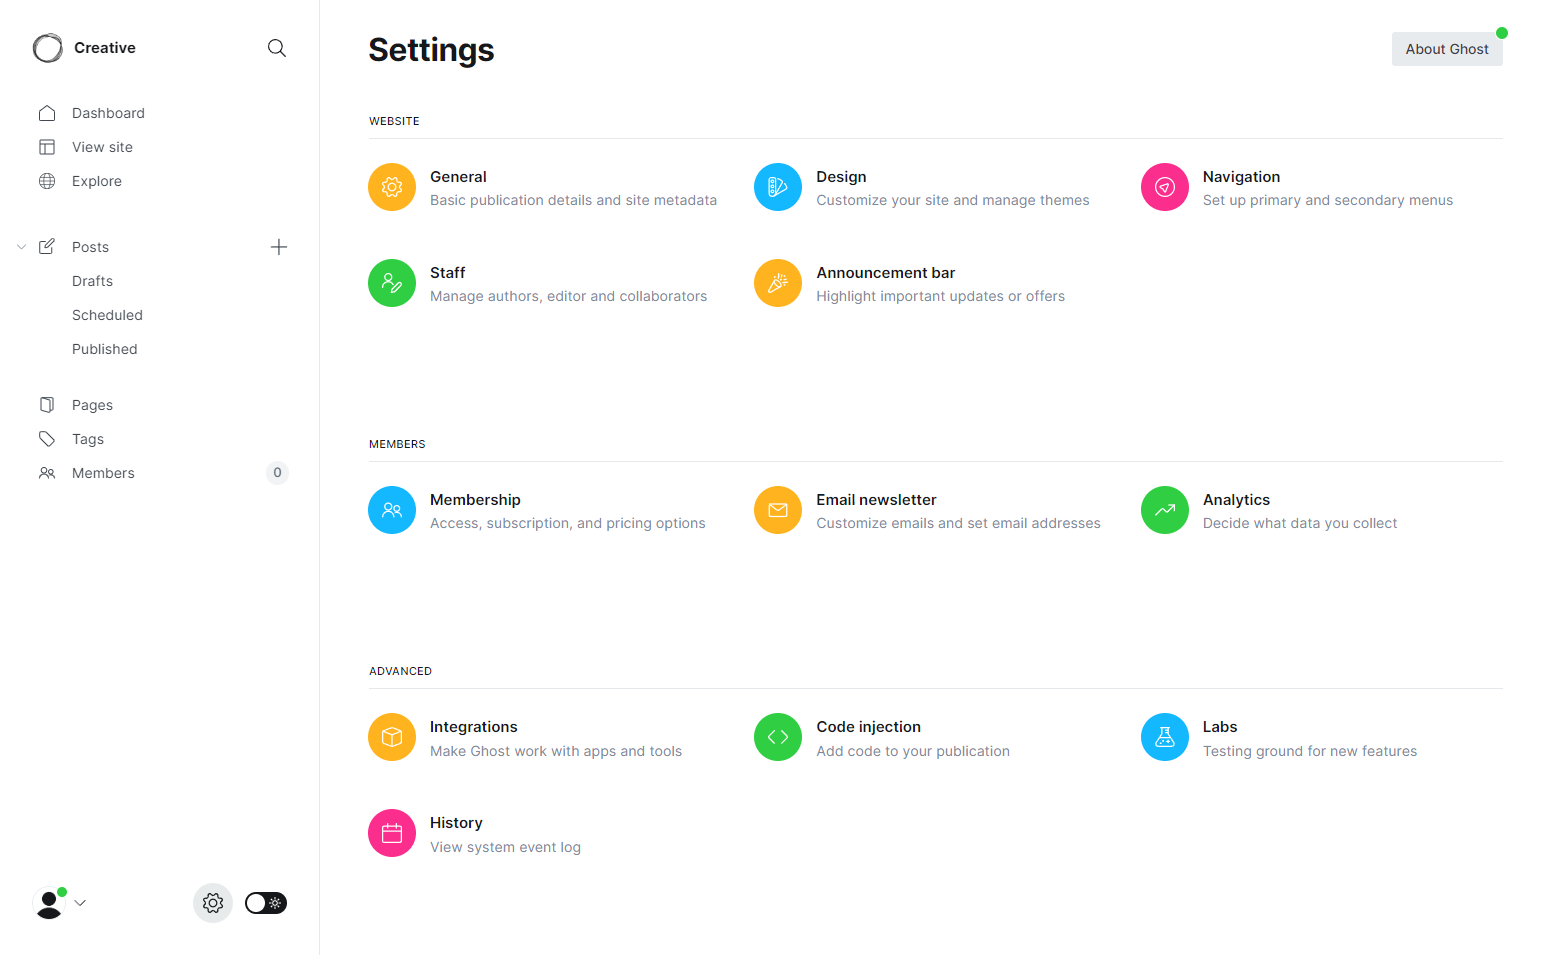 Creative
Dashboard
View site
Explore
Posts
Drafts
Scheduled
Published
Pages
Tags
Members 0
Settings
About Ghost
WEBSITE
General
Basic publication details and site metadata
Design
Customize your site and manage themes
Navigation
Set up primary and secondary menus
Staff
Manage authors, editor and collaborators
Announcement bar
Highlight important updates or offers
MEMBERS
Membership
Access, subscription, and pricing options
Email newsletter
Customize emails and set email addresses
Analytics
Decide what data you collect
ADVANCED
Integrations
Make Ghost work with apps and tools
Code injection
Add code to your publication
Labs
Testing ground for new features
History
View system event log